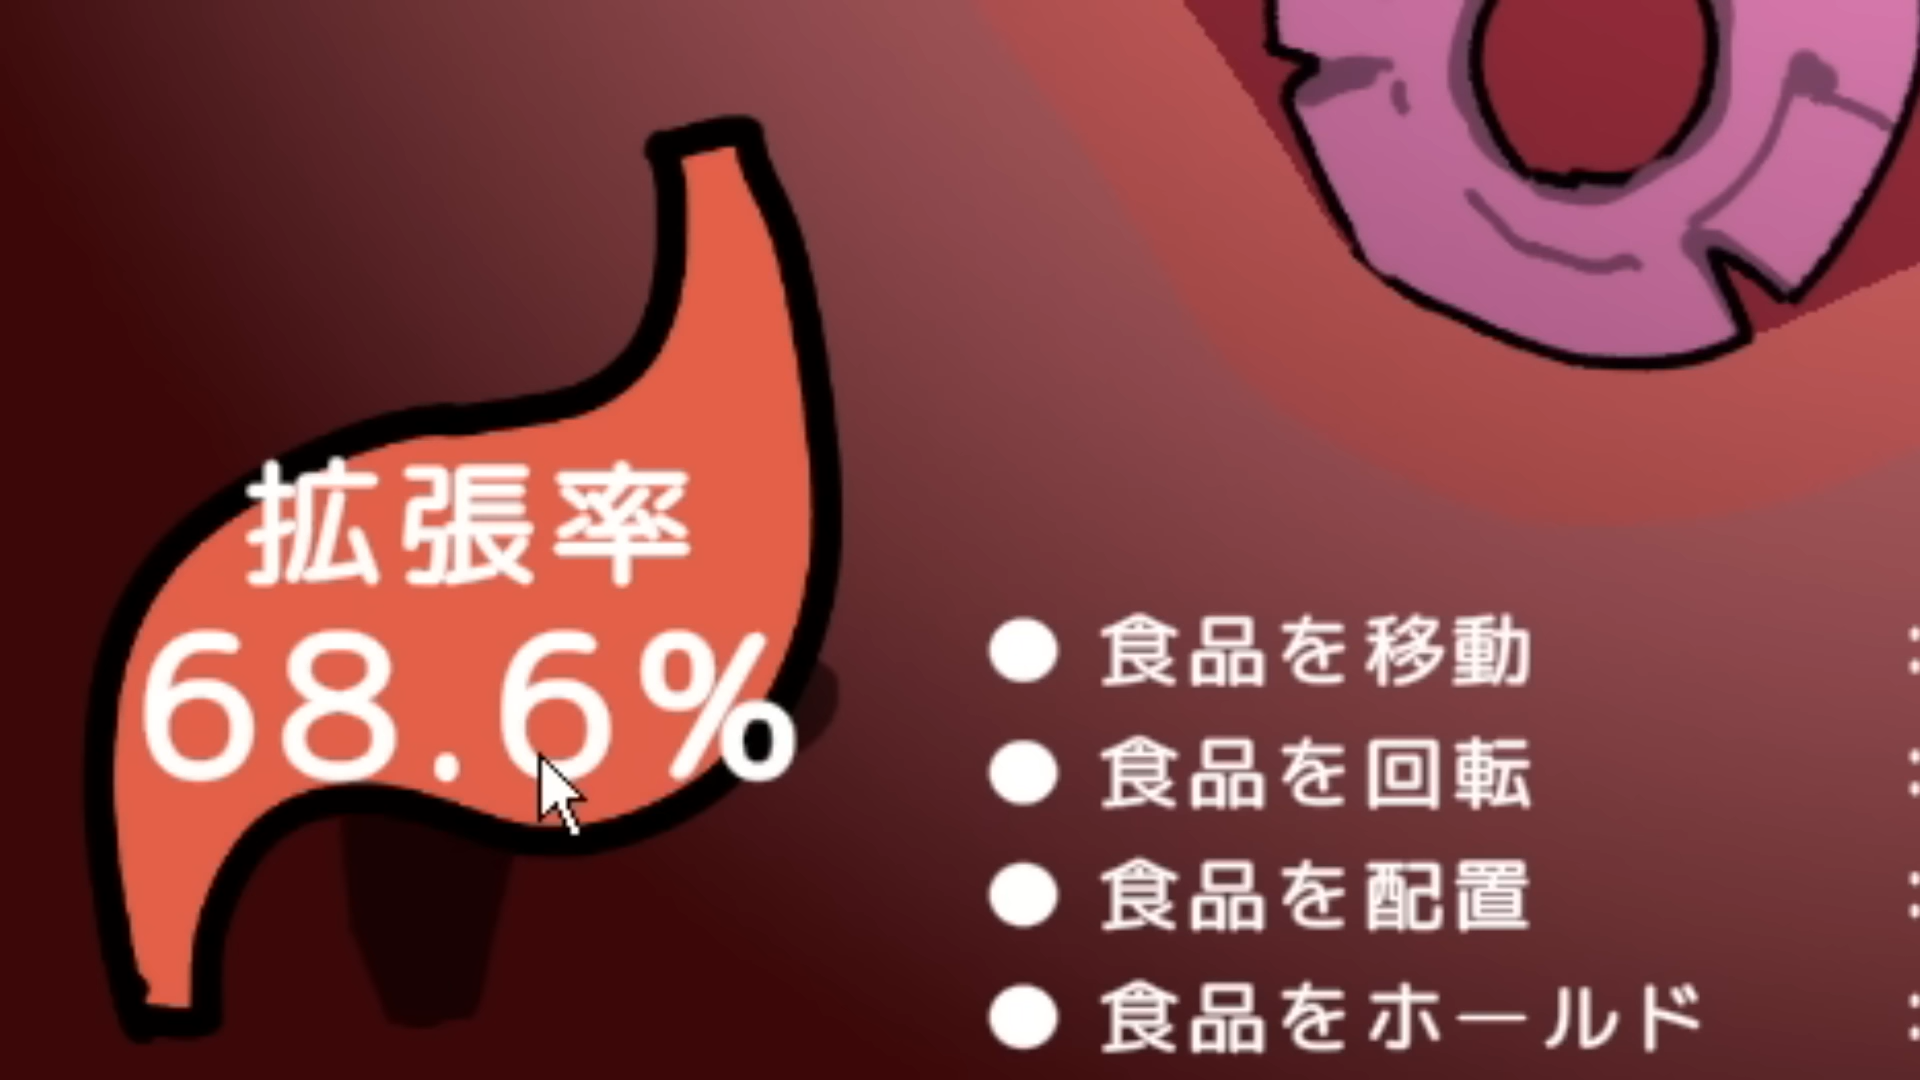 拡張率
68.6%
● 食品を移動 :
● 食品を回転 :
● 食品を配置 :
● 食品をホールド :